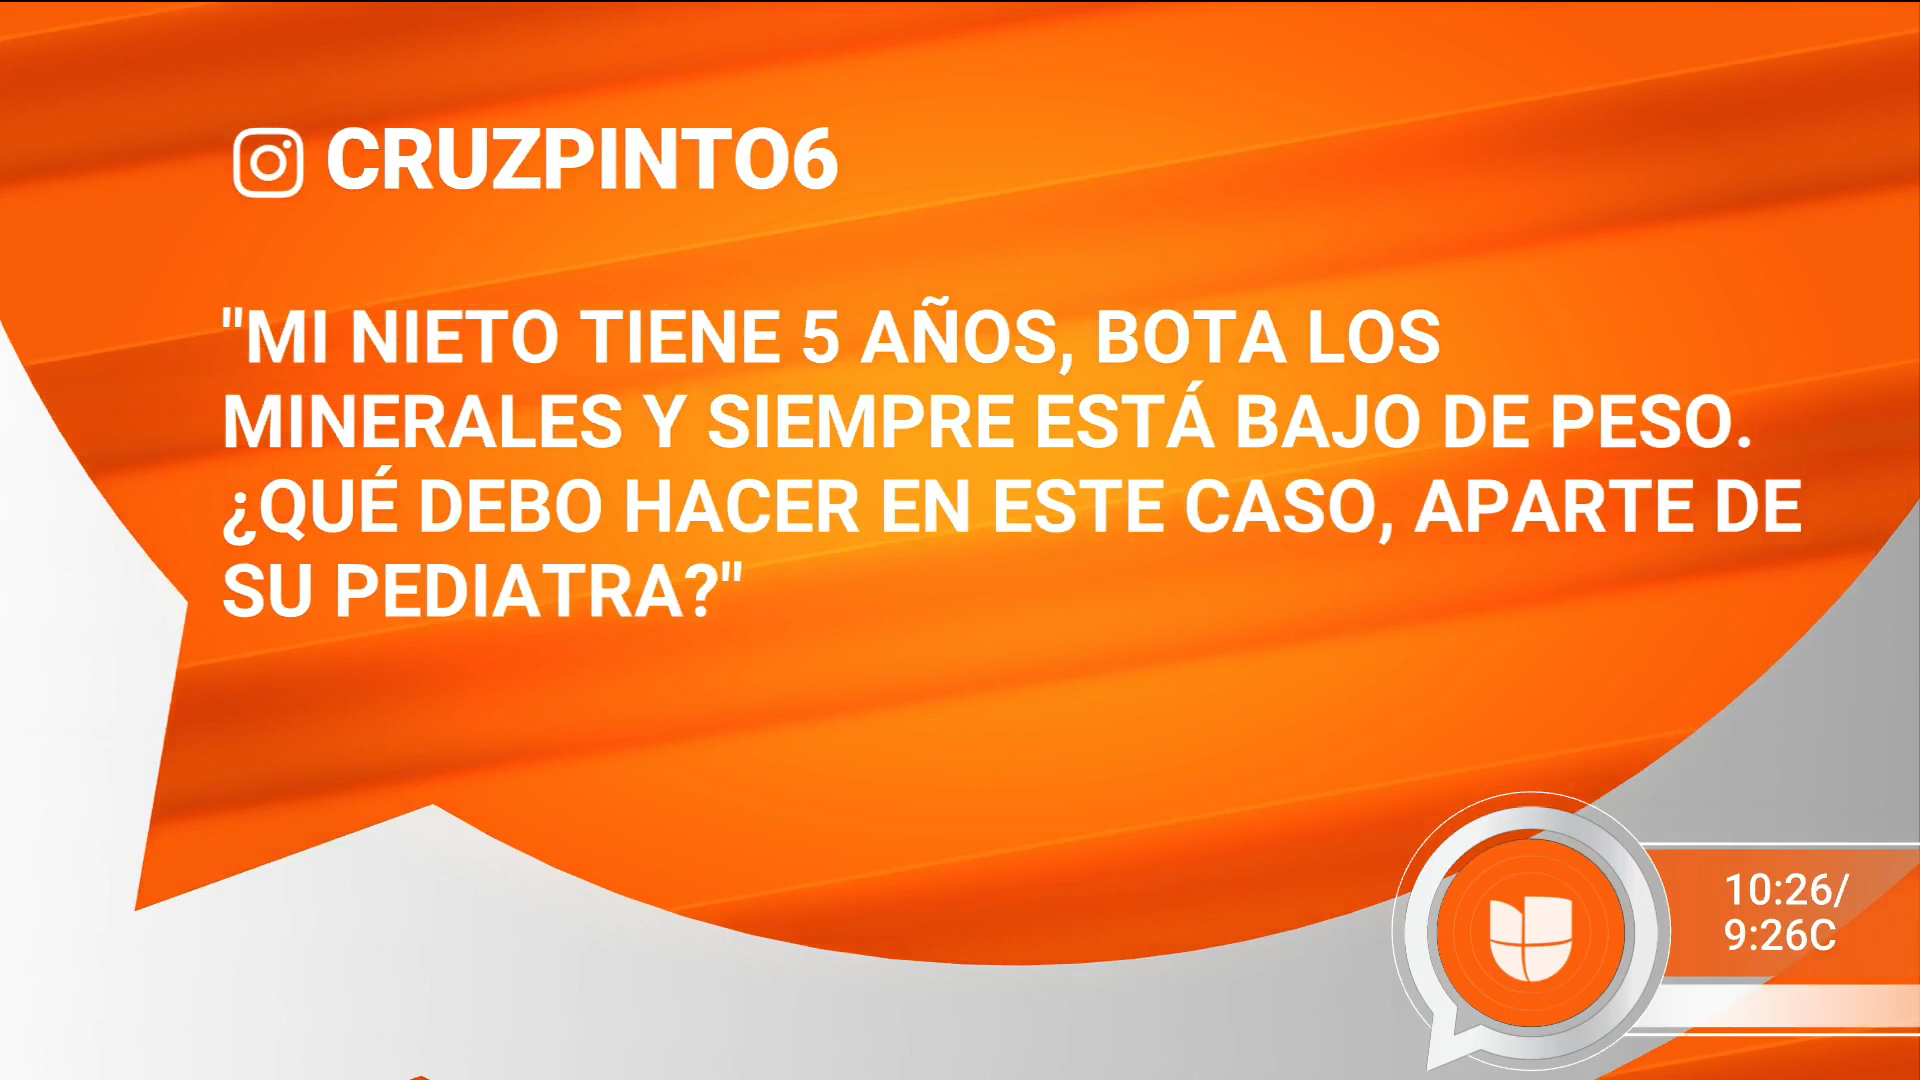 CRUZPINTO6
"MI NIETO TIENE 5 AÑOS, BOTA LOS
MINERALES Y SIEMPRE ESTÁ BAJO DE PESO.
¿QUÉ DEBO HACER EN ESTE CASO, APARTE DE
SU PEDIATRA?"
10:26/
9:26C